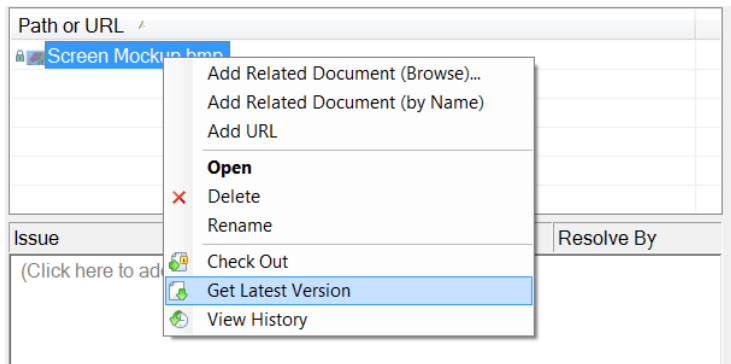 Path or URL
Screen Mockup.bmp
Add Related Document (Browse)...
Add Related Document (by Name)
Add URL
Open
Delete
Rename
Issue
Resolve By
Check Out
(Click here to ad
Get Latest Version
View History